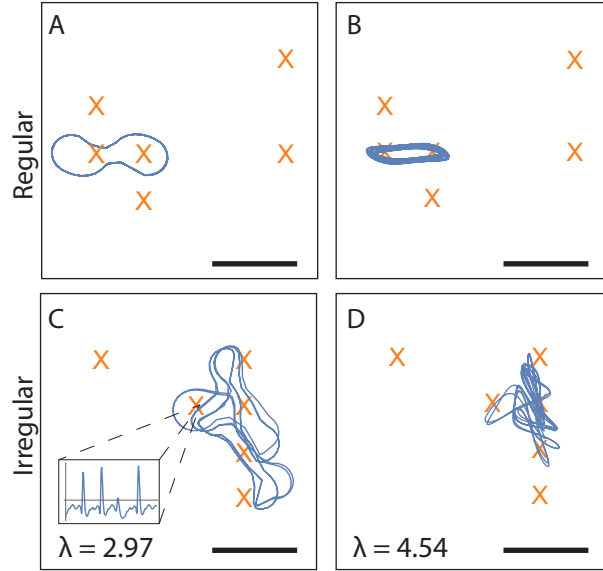 A
B
Regular
C
D
Irregular
λ = 2.97
λ = 4.54